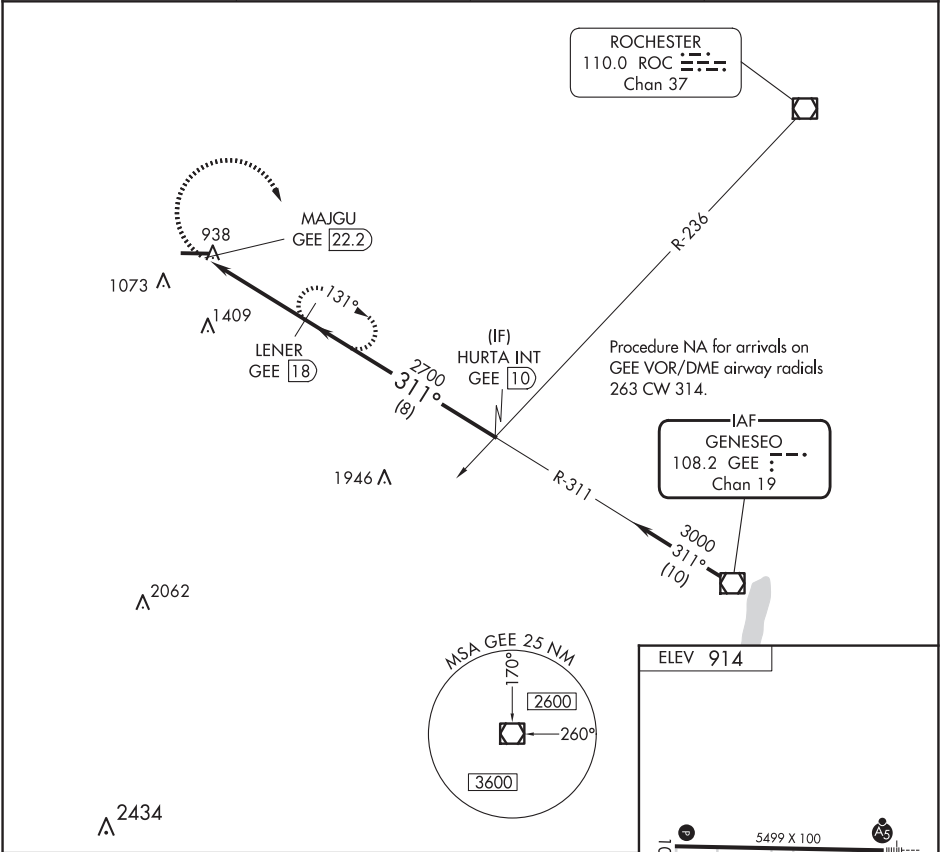 ROCHESTER
110.0 ROC
Chan 37
R-236
MAJGU
GEE 22.2
938
1073
1409
131°
LENER
GEE 18
2700
311°
(8)
(IF)
HURTA INT
GEE 10
Procedure NA for arrivals on
GEE VOR/DME airway radials
263 CW 314.
IAF
GENESEO
108.2 GEE
Chan 19
1946
R-311
3000
311°
(10)
2062
MSA GEE 25 NM
170°
2600
260°
3600
ELEV 914
2434
P
5499 X 100
A5
10